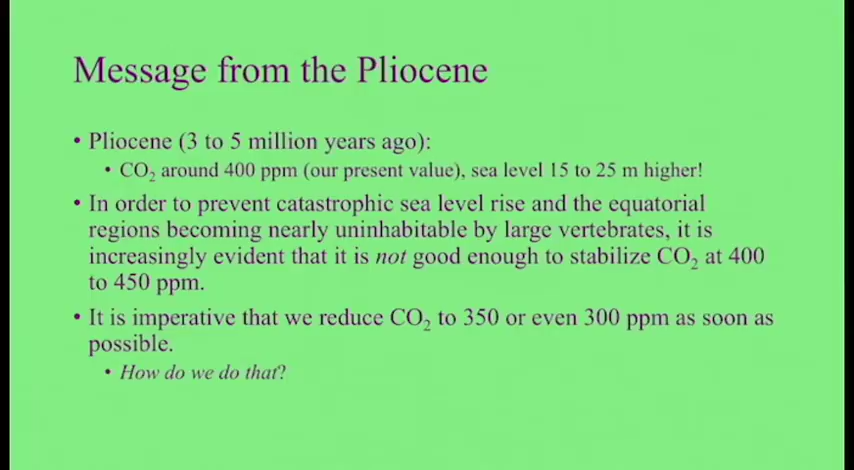 Message from the Pliocene
• Pliocene (3 to 5 million years ago):
• CO₂ around 400 ppm (our present value), sea level 15 to 25 m higher!
• In order to prevent catastrophic sea level rise and the equatorial
regions becoming nearly uninhabitable by large vertebrates, it is
increasingly evident that it is not good enough to stabilize CO₂ at 400
to 450 ppm.
• It is imperative that we reduce CO₂ to 350 or even 300 ppm as soon as
possible.
• How do we do that?